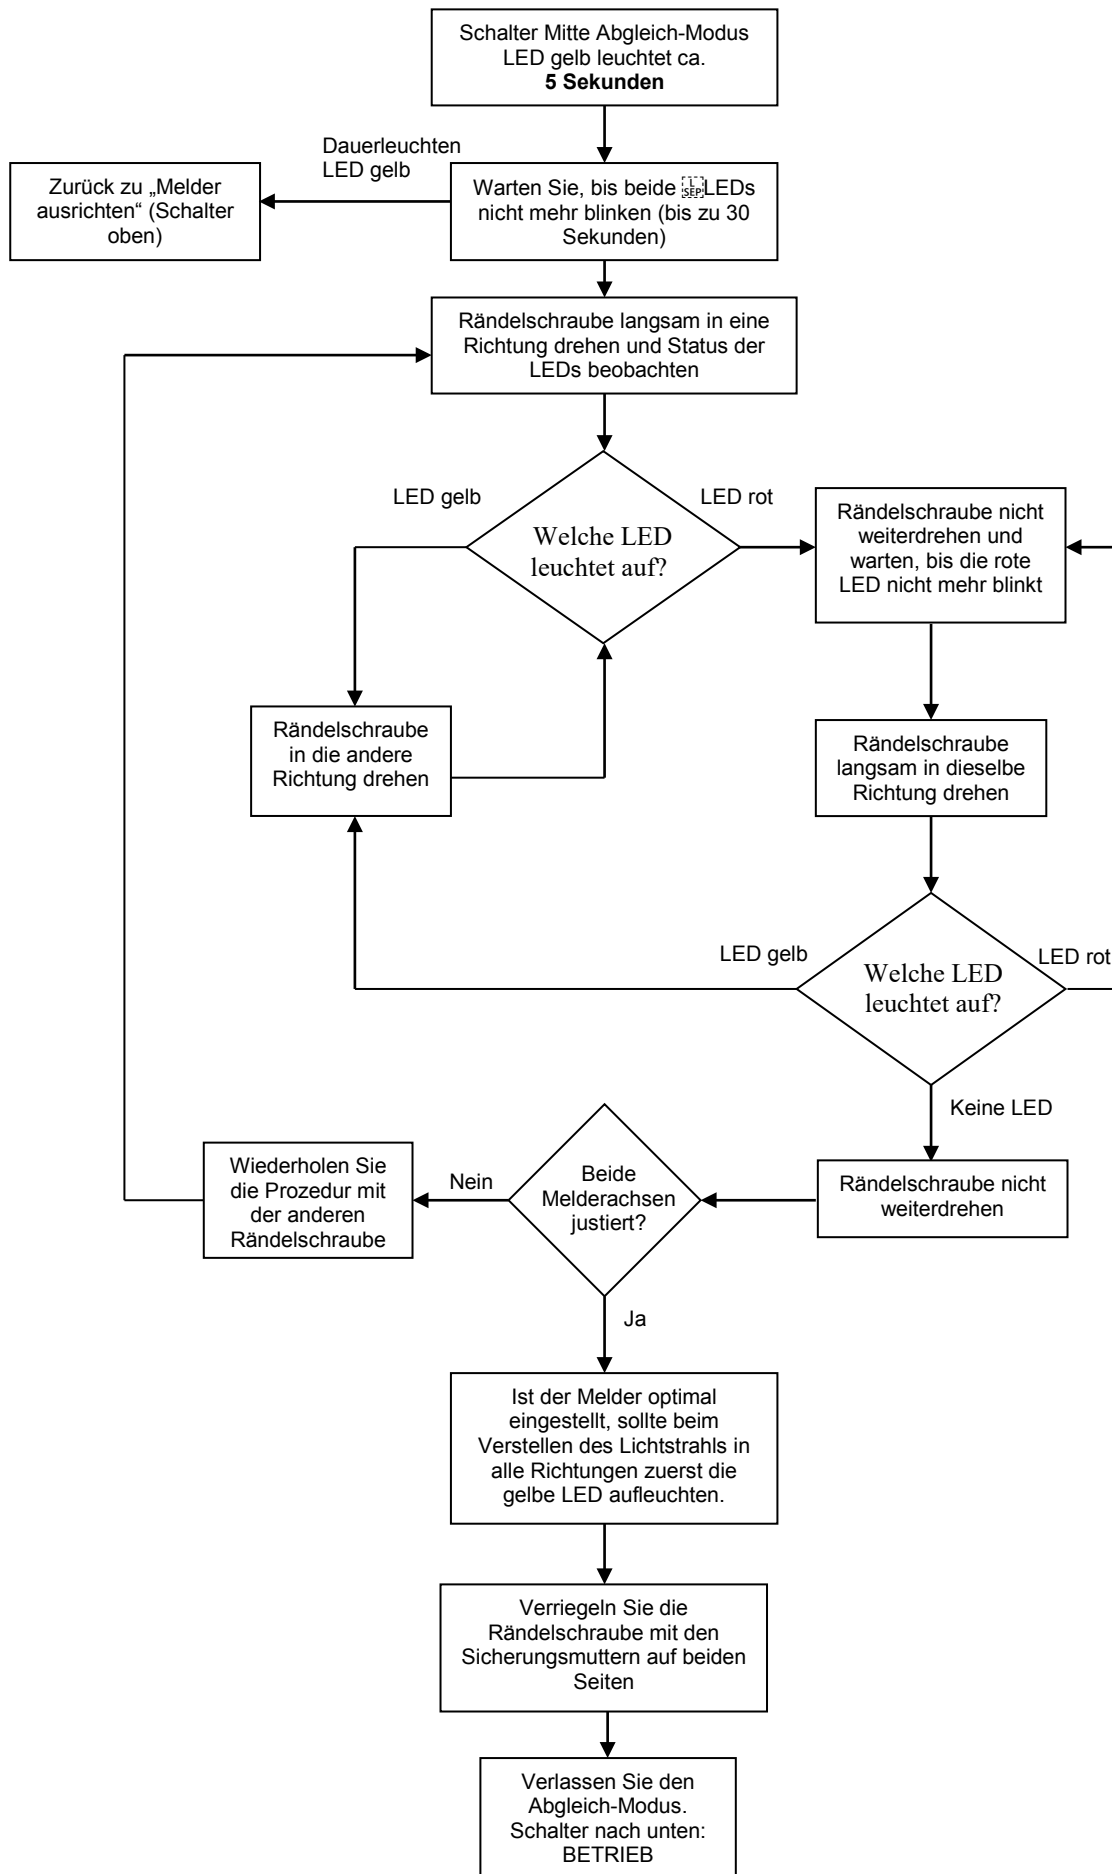 Schalter Mitte Abgleich-Modus
LED gelb leuchtet ca.
5 Sekunden
Dauerleuchten
LED gelb
Zurück zu „Melder
ausrichten“ (Schalter
oben)
Warten Sie, bis beide LEDs
nicht mehr blinken (bis zu 30
Sekunden)
Rändelschraube langsam in eine
Richtung drehen und Status der
LEDs beobachten
LED gelb
LED rot
Welche LED
leuchtet auf?
Rändelschraube nicht
weiterdrehen und
warten, bis die rote
LED nicht mehr blinkt
Rändelschraube
in die andere
Richtung drehen
Rändelschraube
langsam in dieselbe
Richtung drehen
LED gelb
LED rot
Welche LED
leuchtet auf?
Keine LED
Wiederholen Sie
die Prozedur mit
der anderen
Rändelschraube
Nein
Beide
Melderachsen
justiert?
Rändelschraube nicht
weiterdrehen
Ja
Ist der Melder optimal
eingestellt, sollte beim
Verstellen des Lichtstrahls in
alle Richtungen zuerst die
gelbe LED aufleuchten.
Verriegeln Sie die
Rändelschraube mit den
Sicherungsmuttern auf beiden
Seiten
Verlassen Sie den
Abgleich-Modus.
Schalter nach unten:
BETRIEB